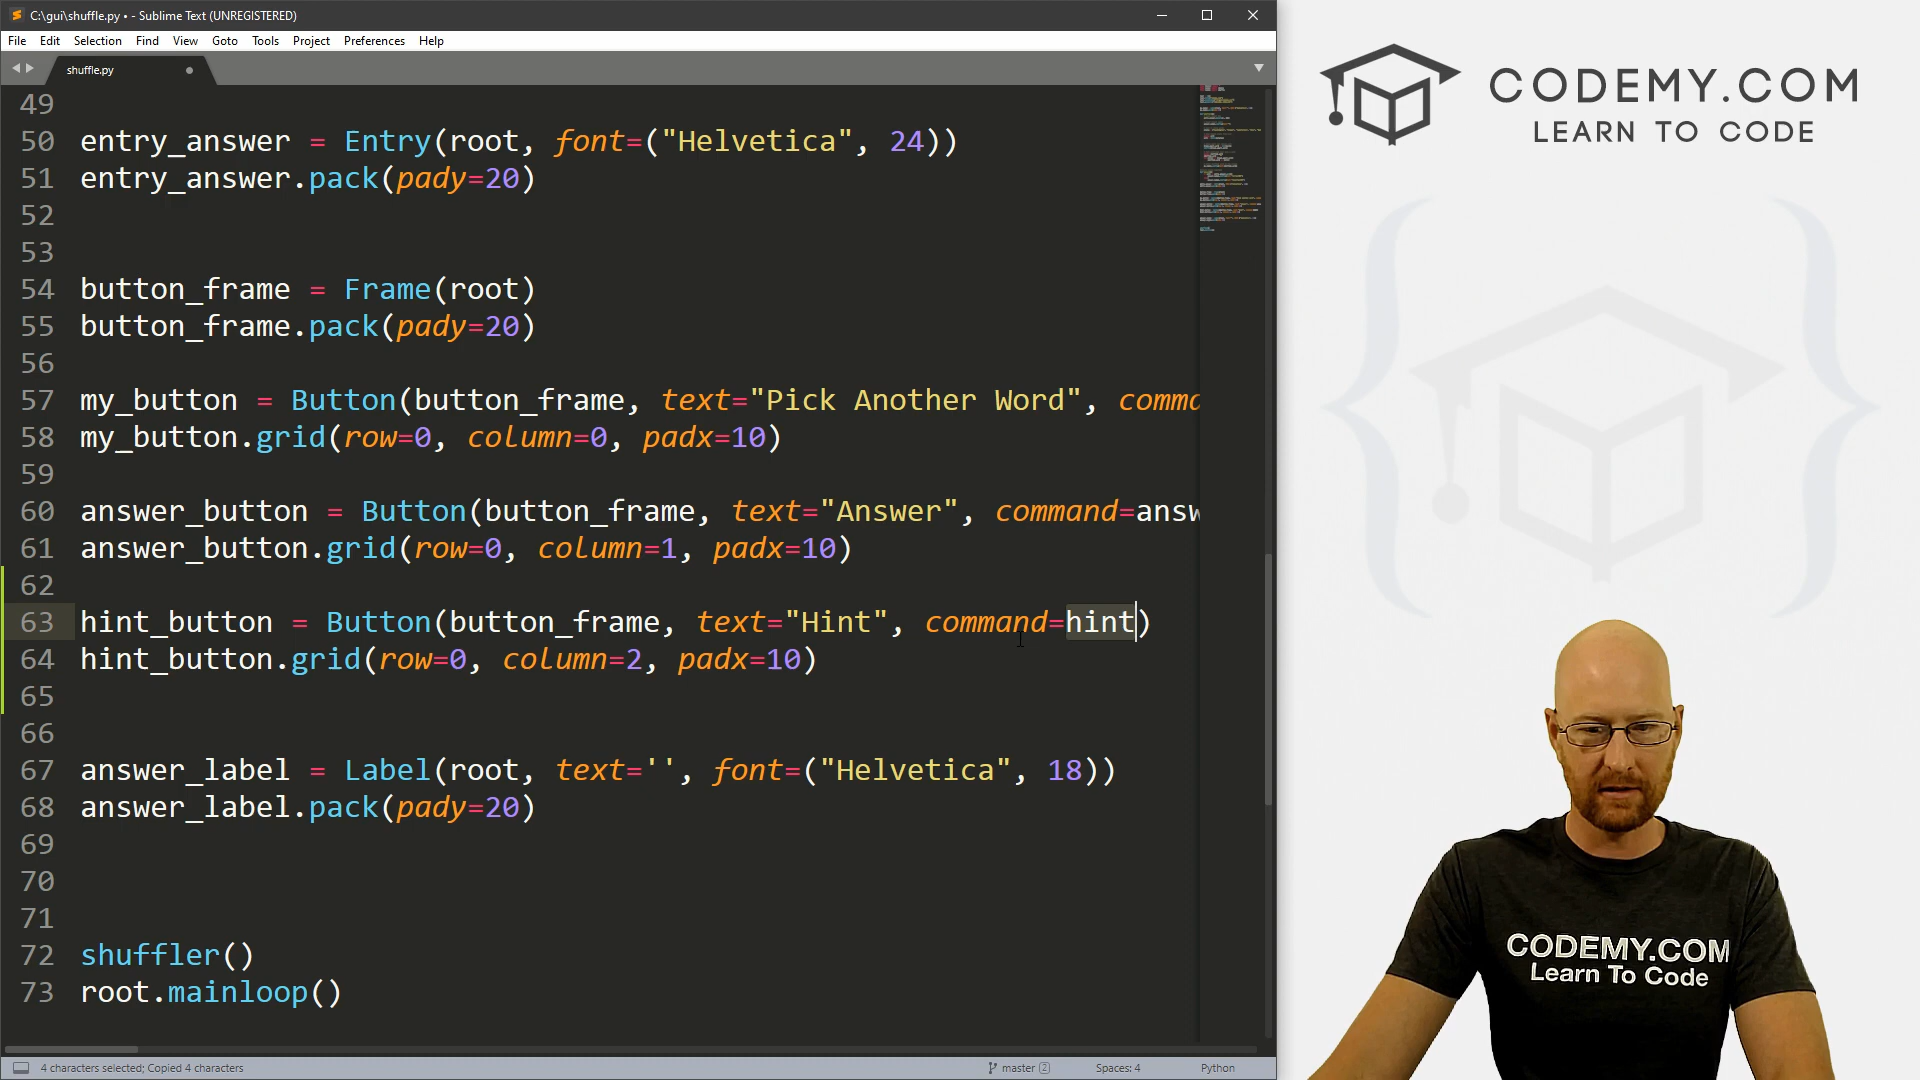 C:\gui\shuffle.py • - Sublime Text (UNREGISTERED)
File Edit Selection Find View Goto Tools Project Preferences Help
shuffle.py
49
50 entry_answer = Entry(root, font=("Helvetica", 24))
51 entry_answer.pack(pady=20)
52
53
54 button_frame = Frame(root)
55 button_frame.pack(pady=20)
56
57 my_button = Button(button_frame, text="Pick Another Word", comma
58 my_button.grid(row=0, column=0, padx=10)
59
60 answer_button = Button(button_frame, text="Answer", command=answ
61 answer_button.grid(row=0, column=1, padx=10)
62
63 hint_button = Button(button_frame, text="Hint", command=hint)
64 hint_button.grid(row=0, column=2, padx=10)
65
66
67 answer_label = Label(root, text='', font=("Helvetica", 18))
68 answer_label.pack(pady=20)
69
70
71
72 shuffler()
73 root.mainloop()
4 characters selected; Copied 4 characters
master 2
Spaces: 4
Python
CODEMY.COM
LEARN TO CODE
CODEMY.COM
Learn To Code